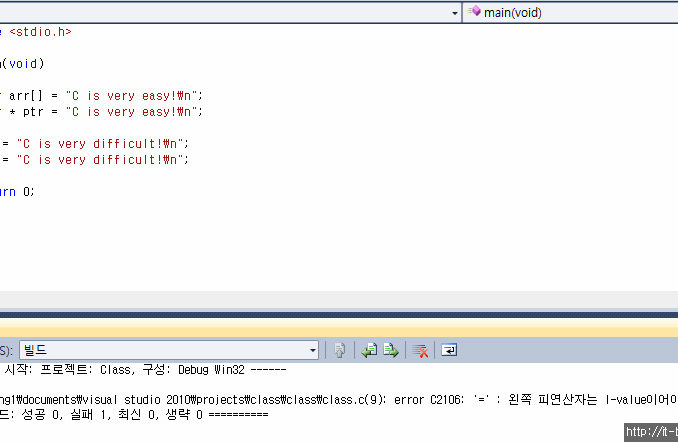 main(void)
<stdio.h>
(void)
arr[] = "C is very easy!₩n";
* ptr = "C is very easy!₩n";
= "C is very difficult!₩n";
= "C is very difficult!₩n";
urn 0;
S): 빌드
시작: 프로젝트: Class, 구성: Debug Win32 ------
ng1₩documents₩visual studio 2010₩projects₩class₩class₩class.c(9): error C2106: '=' : 왼쪽 피연산자는 l-value이어야
드: 성공 0, 실패 1, 최신 0, 생략 0 ==========
http://it-b